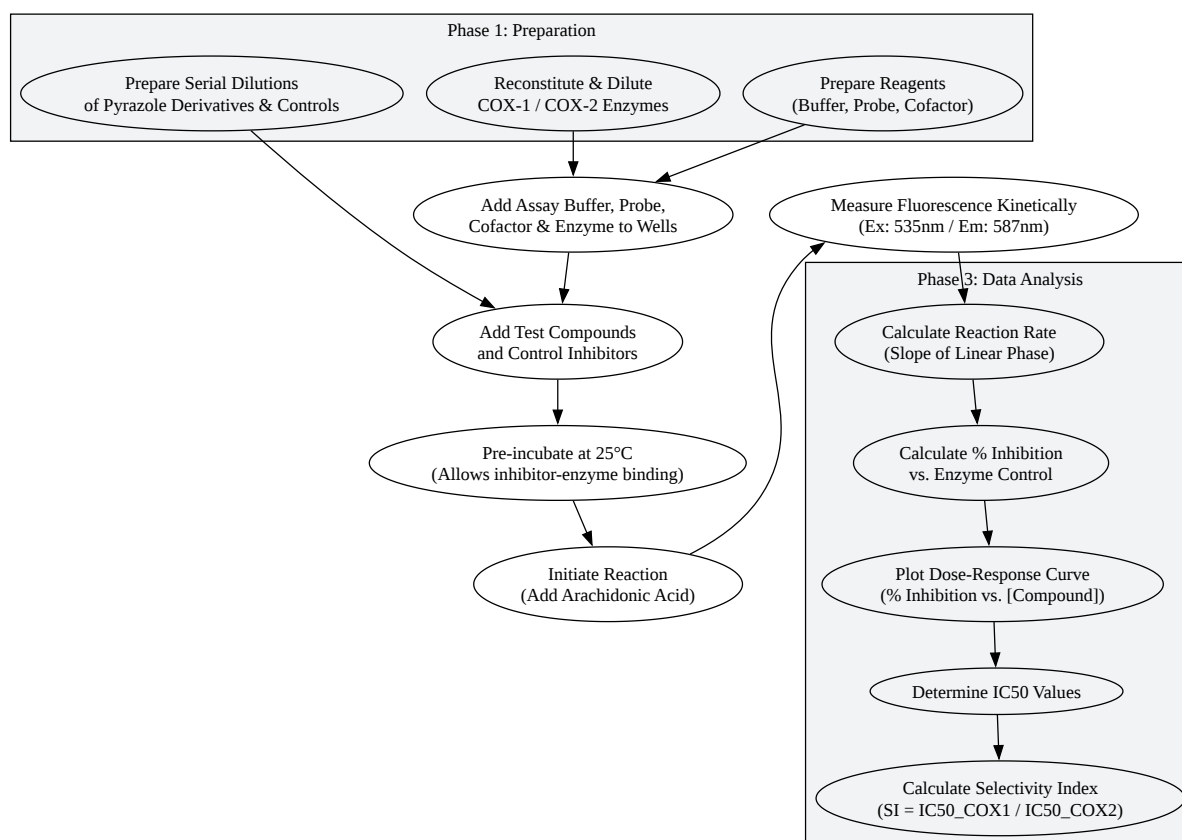 Phase 1: Preparation
Prepare Serial Dilutions
of Pyrazole Derivatives & Controls
Reconstitute & Dilute
COX-1 / COX-2 Enzymes
Prepare Reagents
(Buffer, Probe, Cofactor)
Add Assay Buffer, Probe,
Cofactor & Enzyme to Wells
Measure Fluorescence Kinetically
(Ex: 535nm / Em: 587nm)
Phase 3: Data Analysis
Add Test Compounds
and Control Inhibitors
Calculate Reaction Rate
(Slope of Linear Phase)
Pre-incubate at 25°C
(Allows inhibitor-enzyme binding)
Calculate % Inhibition
vs. Enzyme Control
Initiate Reaction
(Add Arachidonic Acid)
Plot Dose-Response Curve
(% Inhibition vs. [Compound])
Determine IC50 Values
Calculate Selectivity Index
(SI = IC50_COX1 / IC50_COX2)